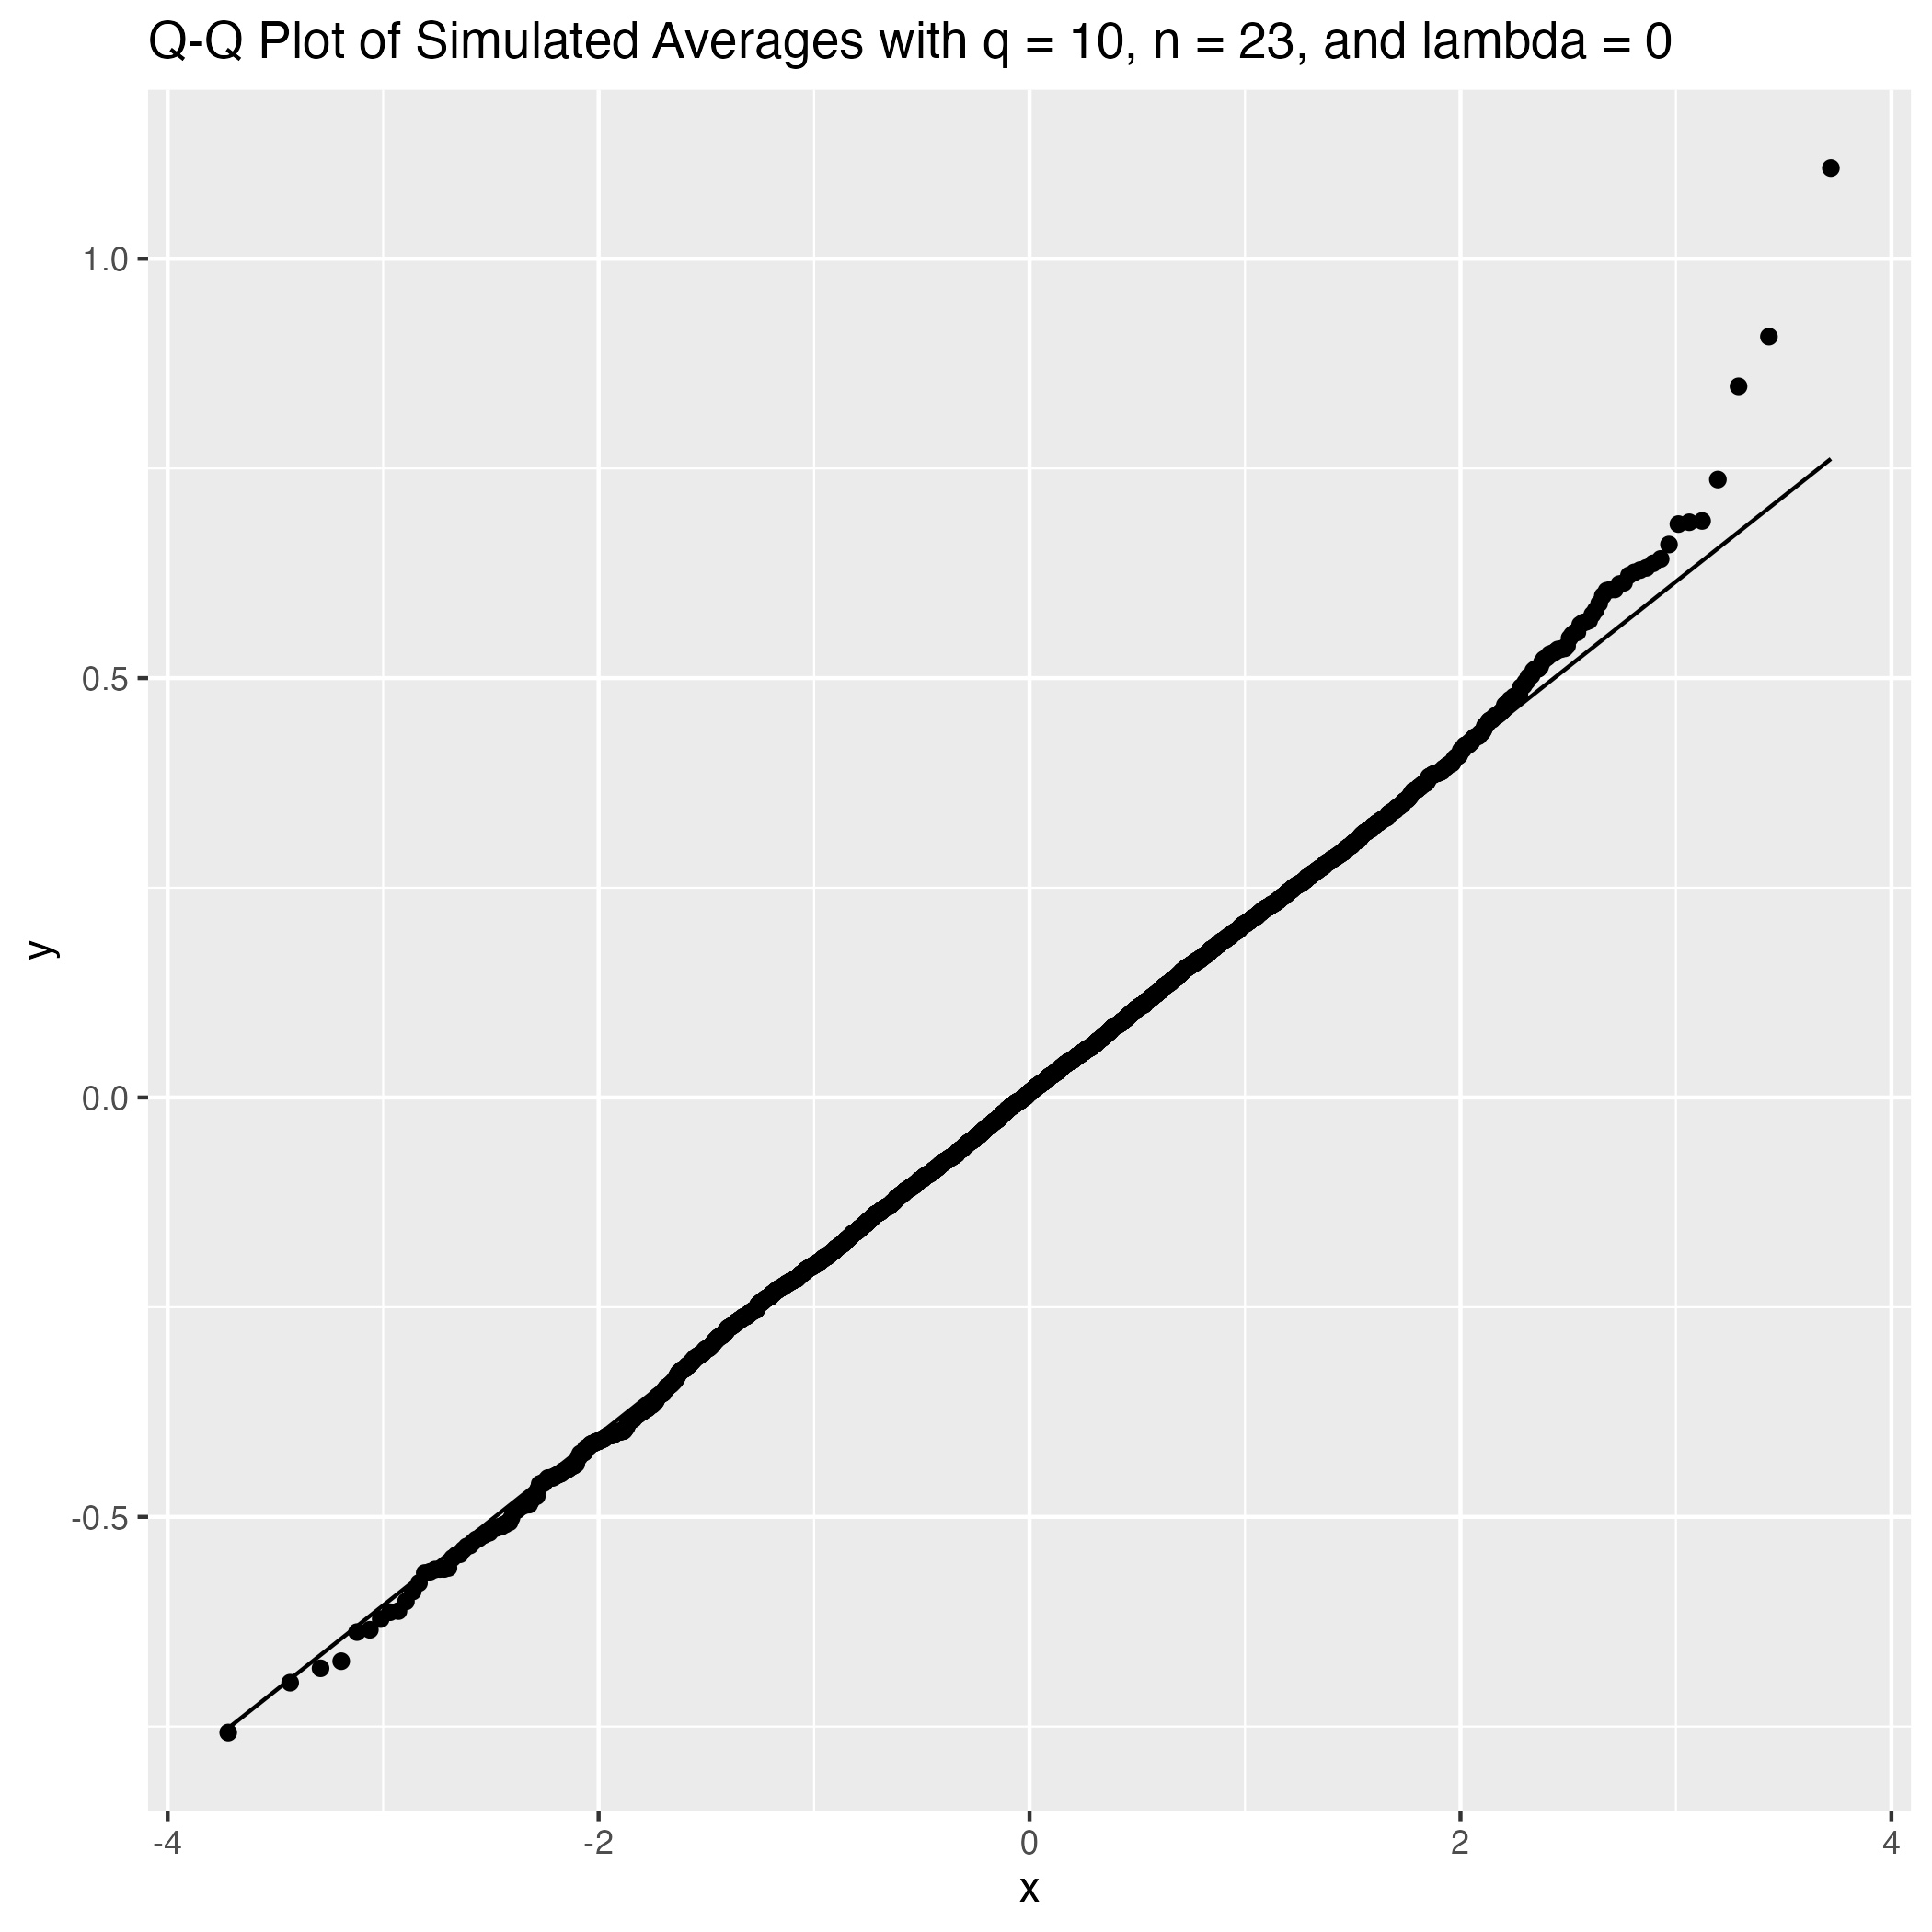 Q-Q Plot of Simulated Averages with q = 10, n = 23, and lambda = 0
1.0
0.5
0.0
-0.5
y
-4 -2 0 2 4
x